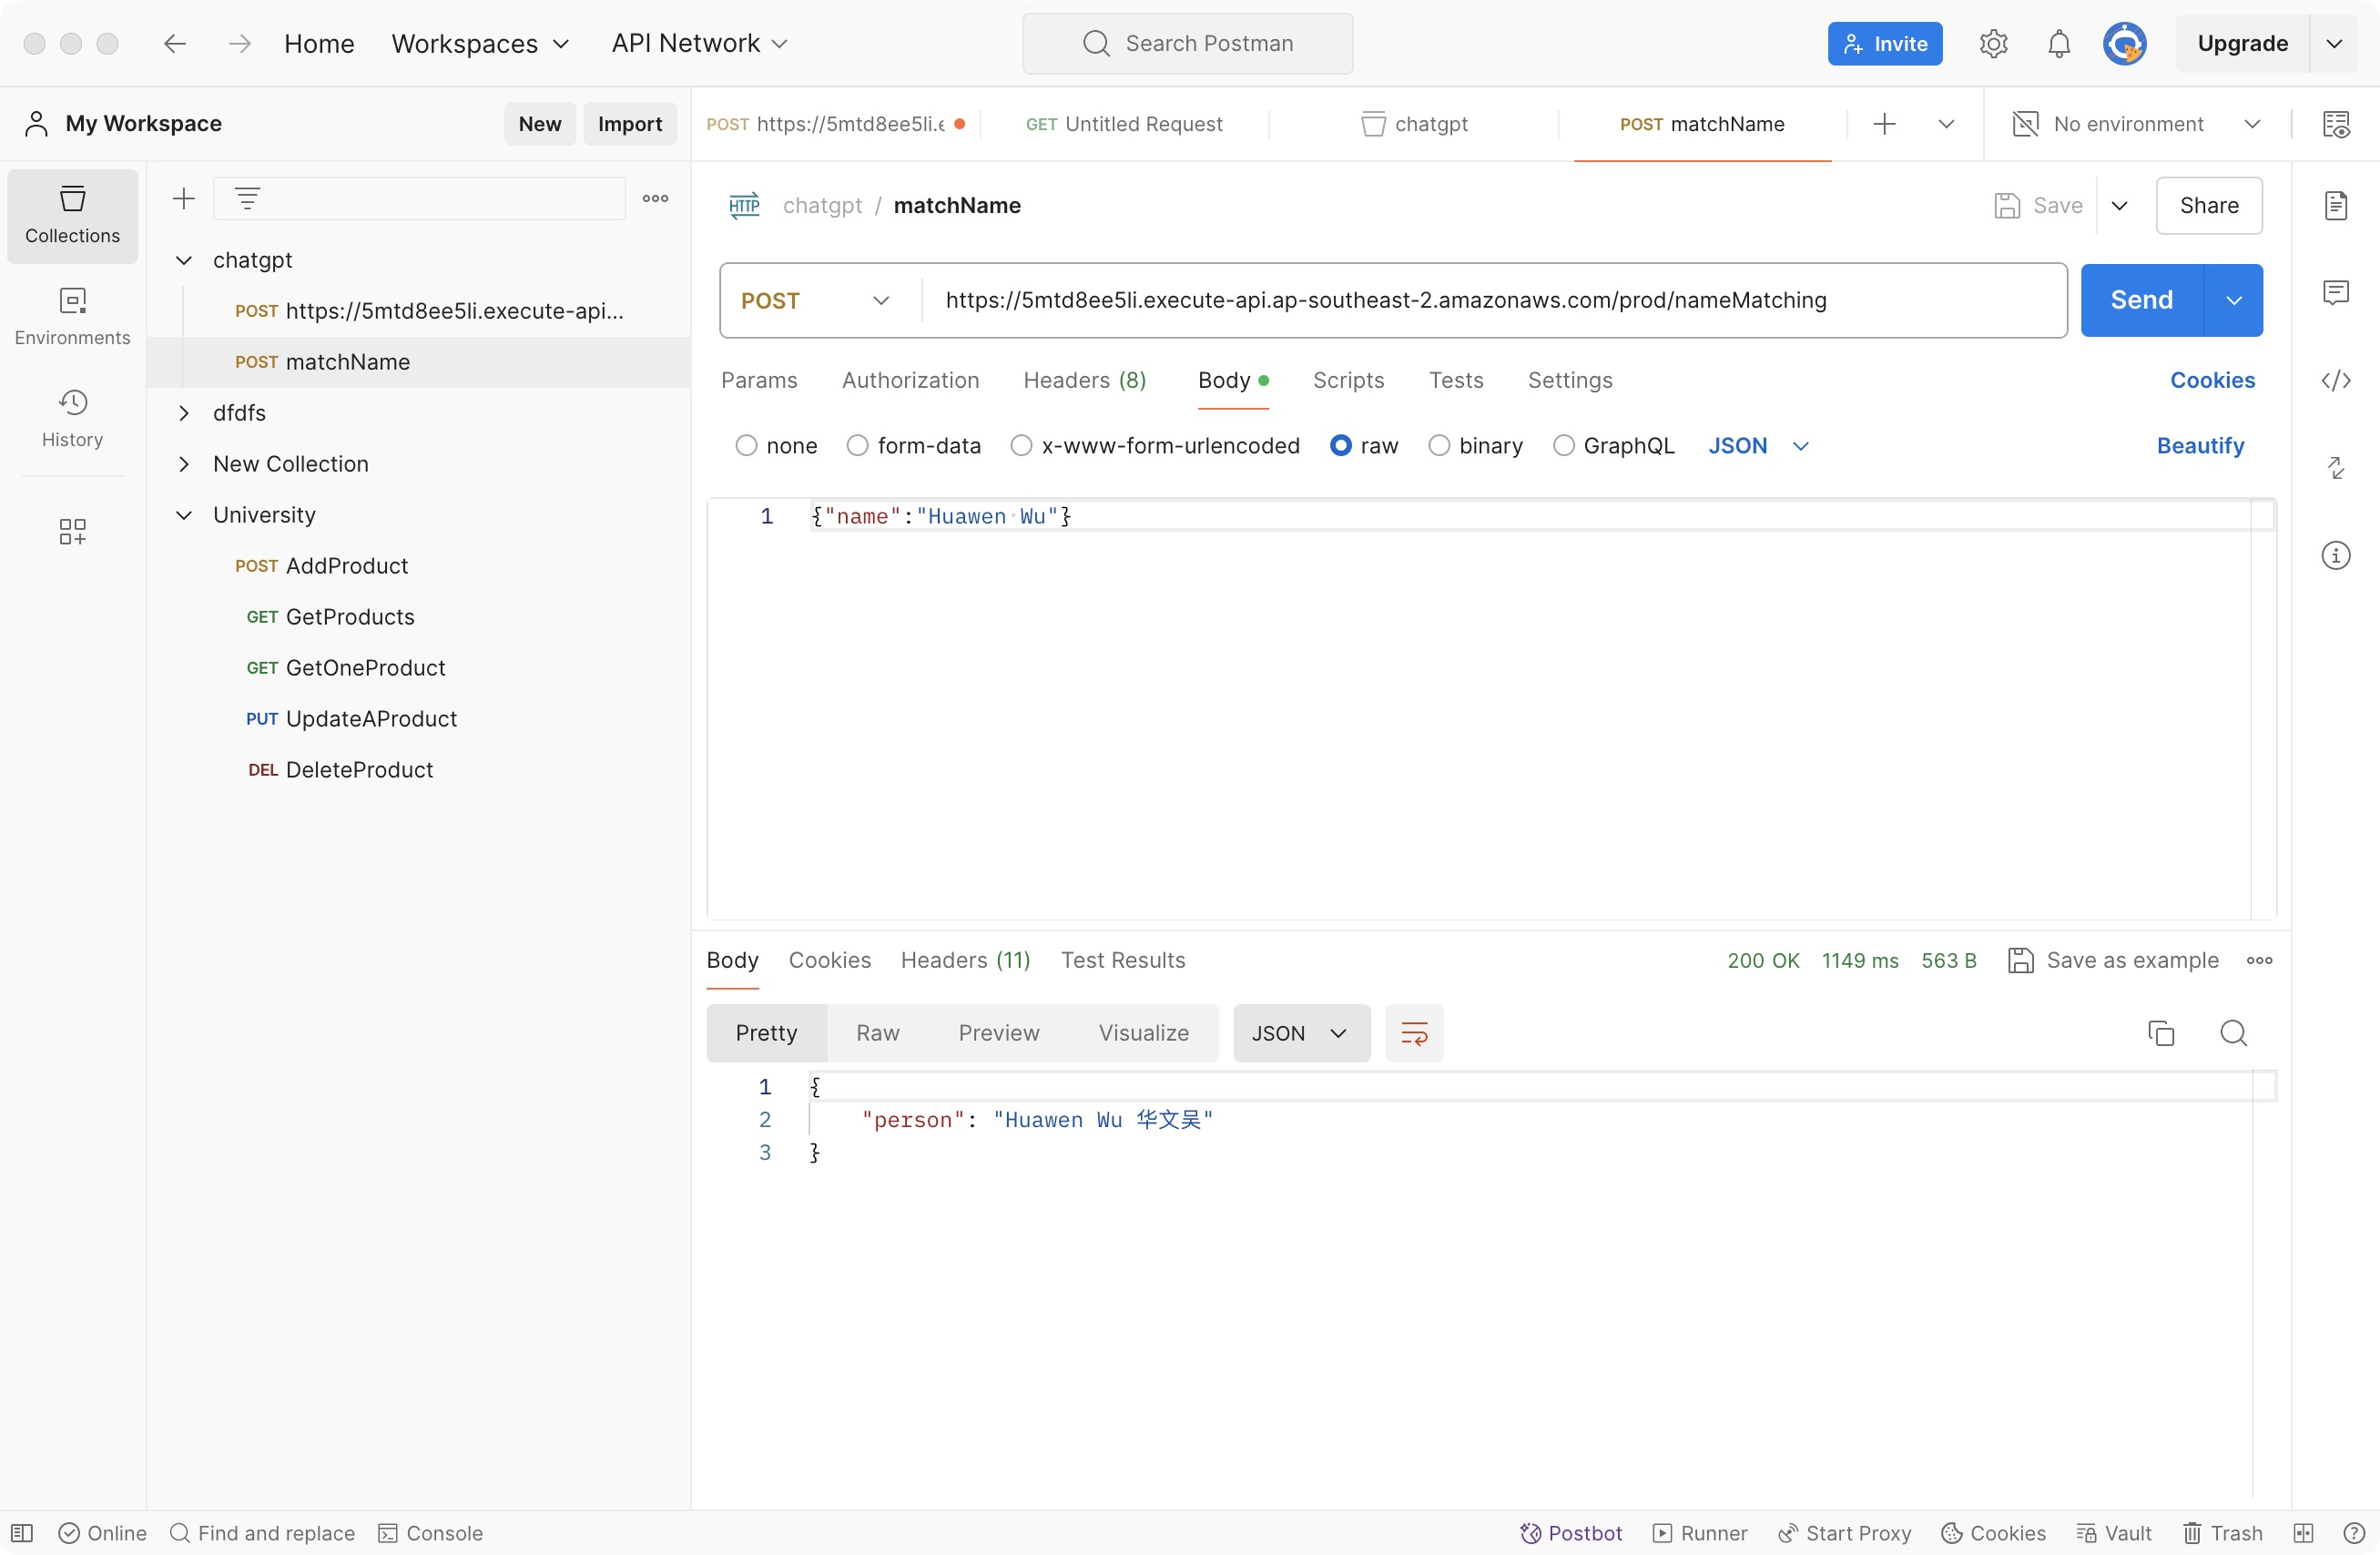 Home Workspaces API Network Search Postman Invite Upgrade
My Workspace New Import
POST https://5mtd8ee5li.e GET Untitled Request chatgpt POST matchName No environment
Collections
Environments
History
chatgpt
POST https://5mtd8ee5li.execute-api...
POST matchName
dfdfs
New Collection
University
POST AddProduct
GET GetProducts
GET GetOneProduct
PUT UpdateAProduct
DEL DeleteProduct
HTTP chatgpt / matchName Save Share
POST https://5mtd8ee5li.execute-api.ap-southeast-2.amazonaws.com/prod/nameMatching Send
Params Authorization Headers (8) Body Scripts Tests Settings Cookies
none form-data x-www-form-urlencoded raw binary GraphQL JSON Beautify
1 {"name":"Huawen Wu"}
Body Cookies Headers (11) Test Results 200 OK 1149 ms 563 B Save as example
Pretty Raw Preview Visualize JSON
1 {
2 "person": "Huawen Wu 华文吴"
3 }
Online Find and replace Console Postbot Runner Start Proxy Cookies Vault Trash